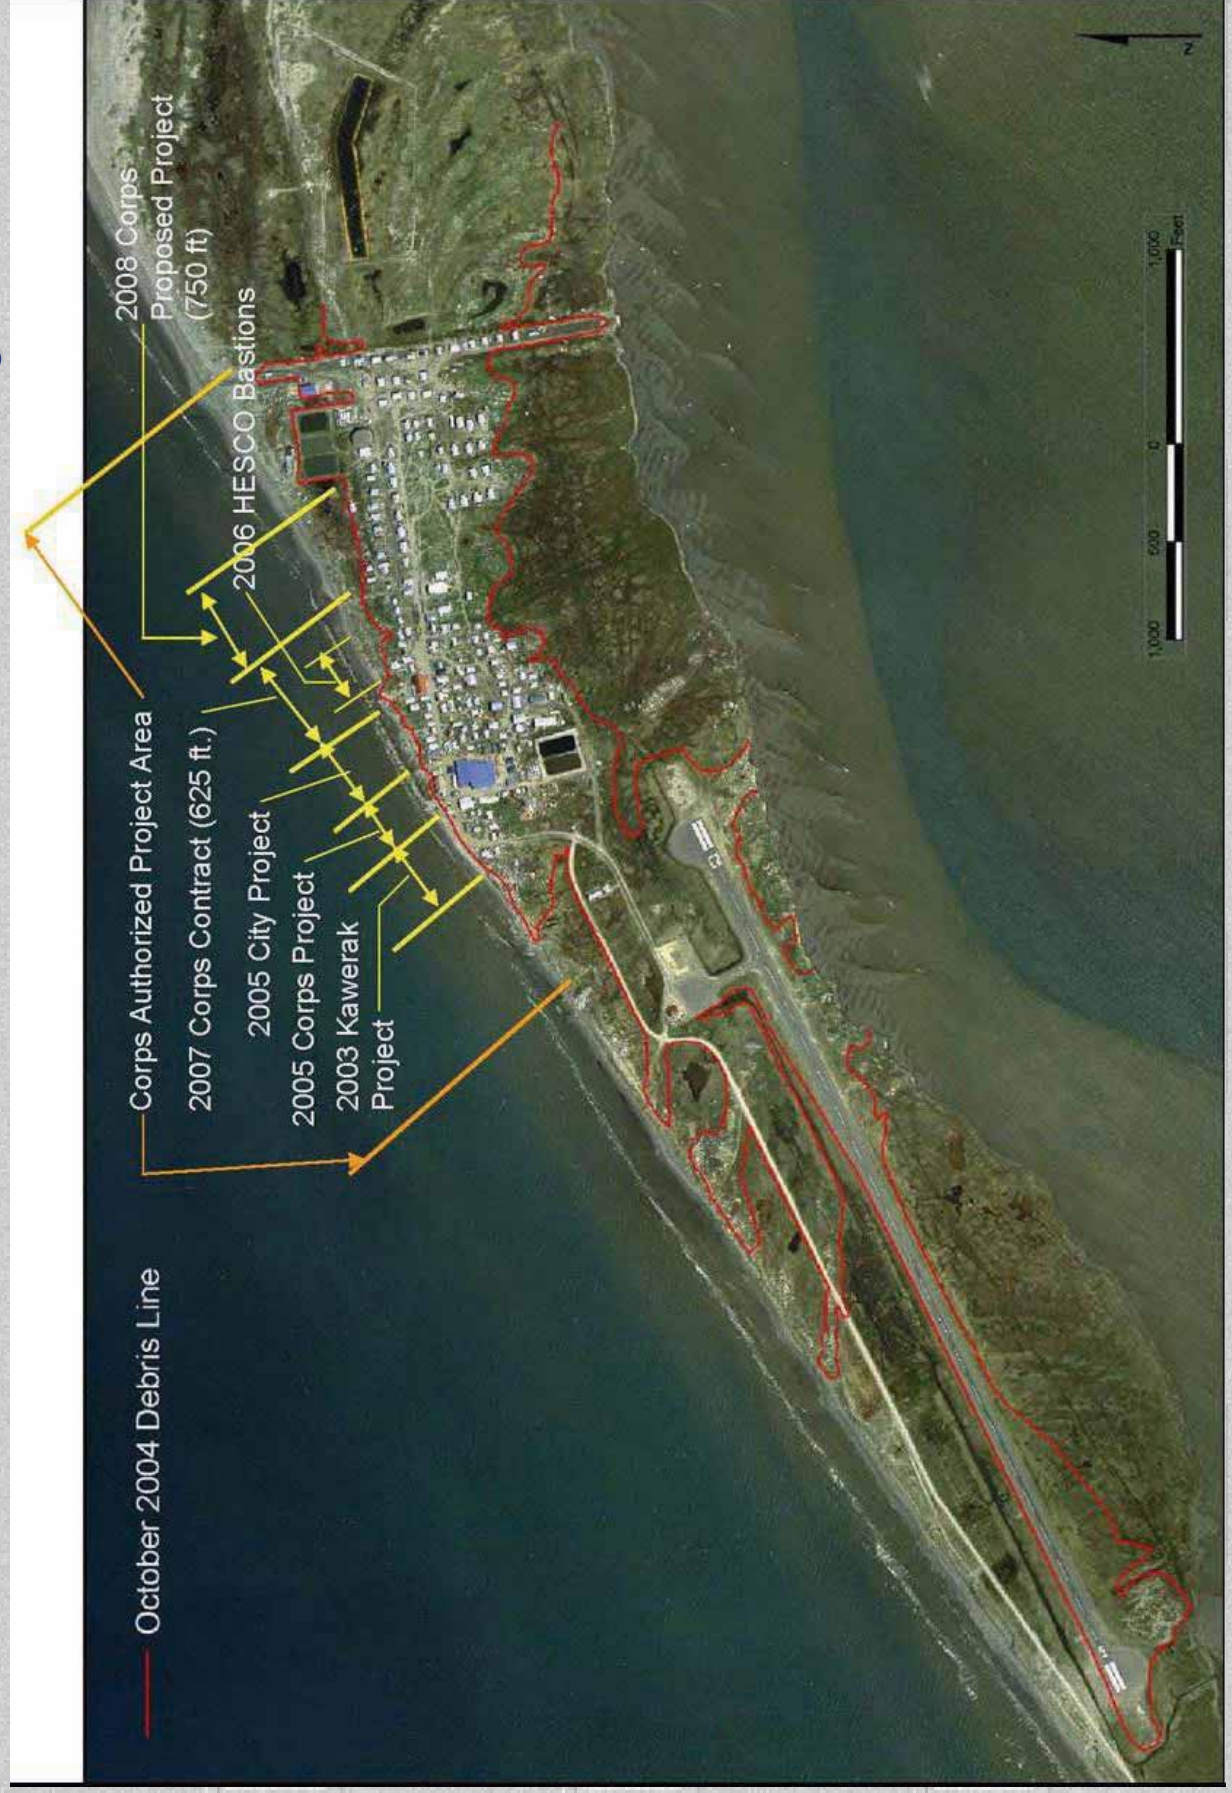 October 2004 Debris Line
Corps Authorized Project Area
2007 Corps Contract (625 ft.)
2005 City Project
2005 Corps Project
2003 Kawerak
Project
2008 Corps
Proposed Project
(750 ft)
2006 HESCO Bastions
1,000
500
0
1,000
Feet
N